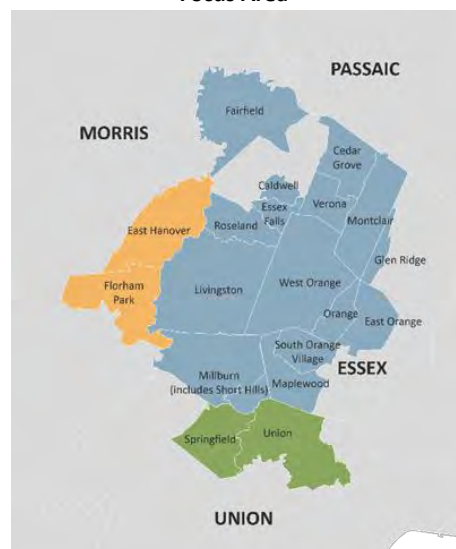 Focus Area
PASSAIC
MORRIS
Fairfield
Cedar
Grove
Caldwell
Essex
Falls
Verona
Roseland
Montclair
East Hanover
Glen Ridge
Florham
Park
Livingston
West Orange
Orange
East Orange
South Orange
Village
ESSEX
Millburn
(includes Short Hills)
Maplewood
Springfield
Union
UNION